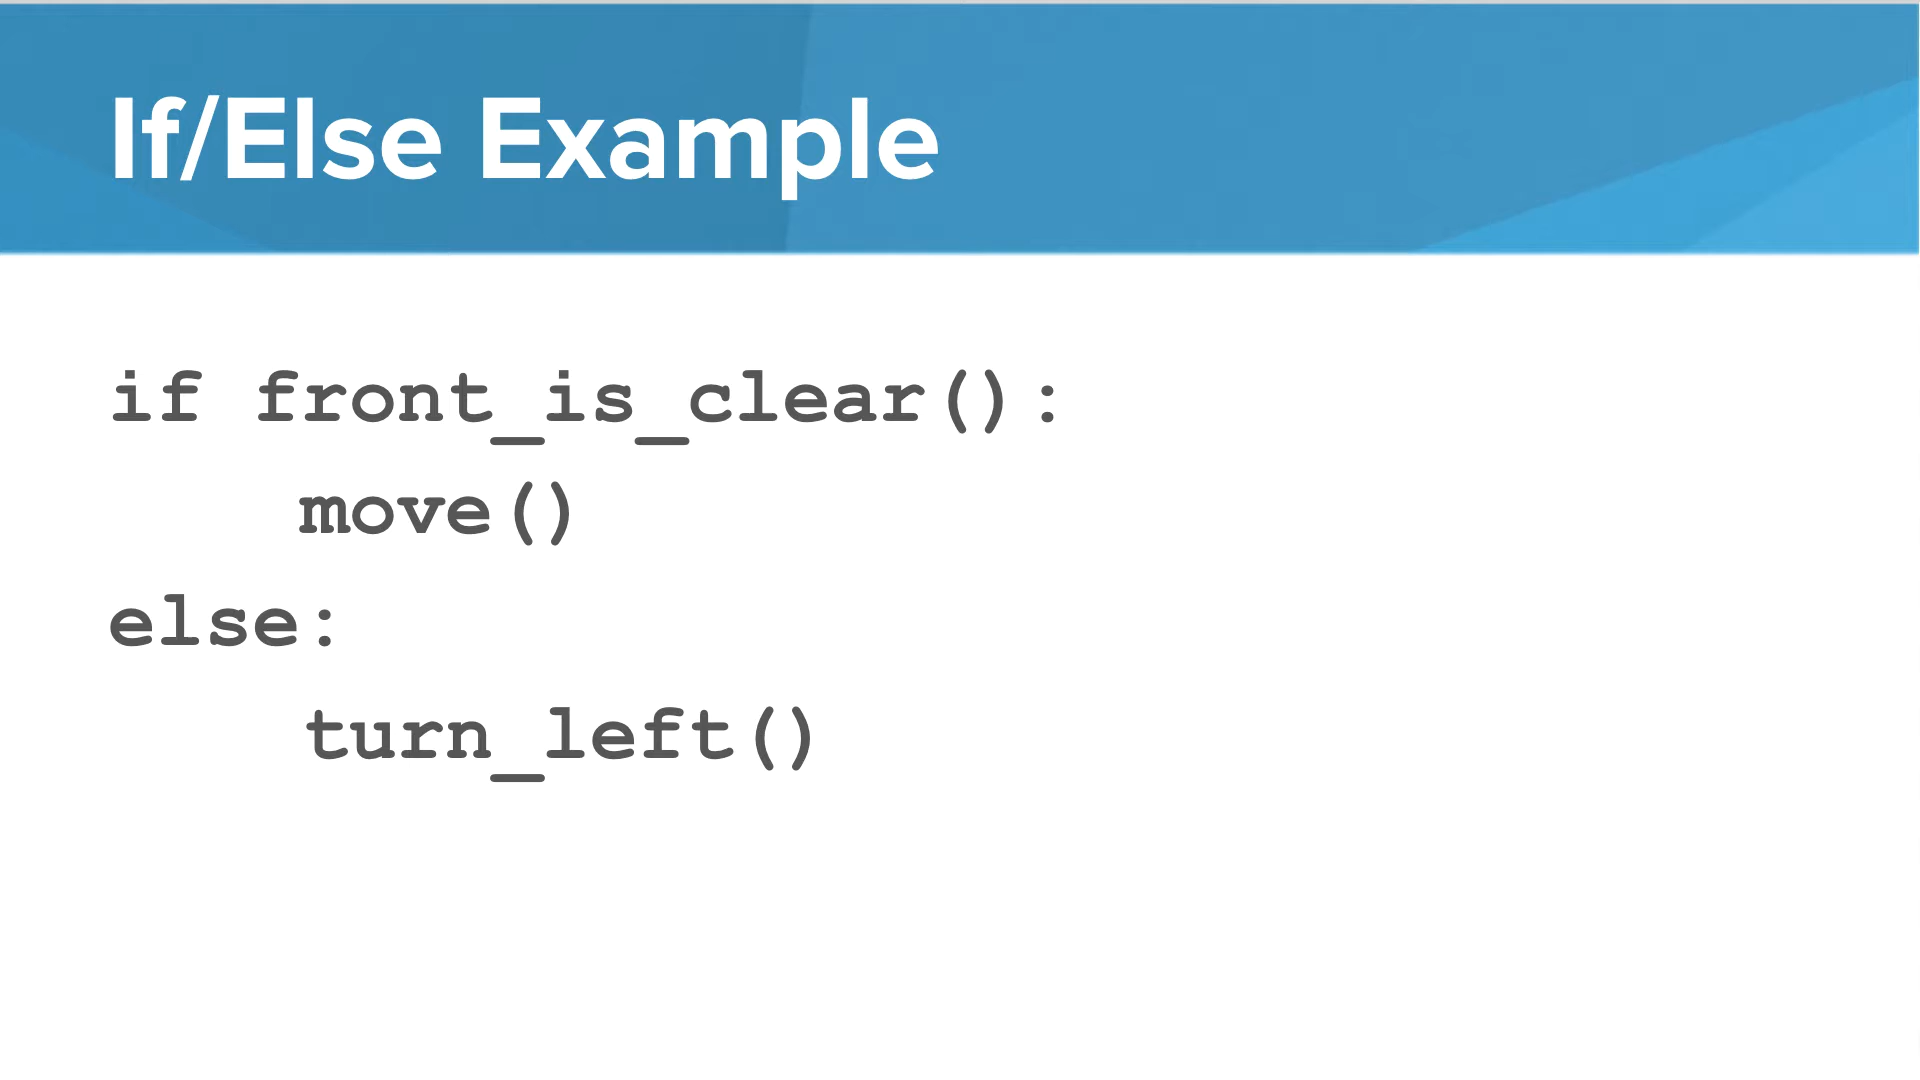 If/Else Example
if front_is_clear():
    move()
else:
    turn_left()